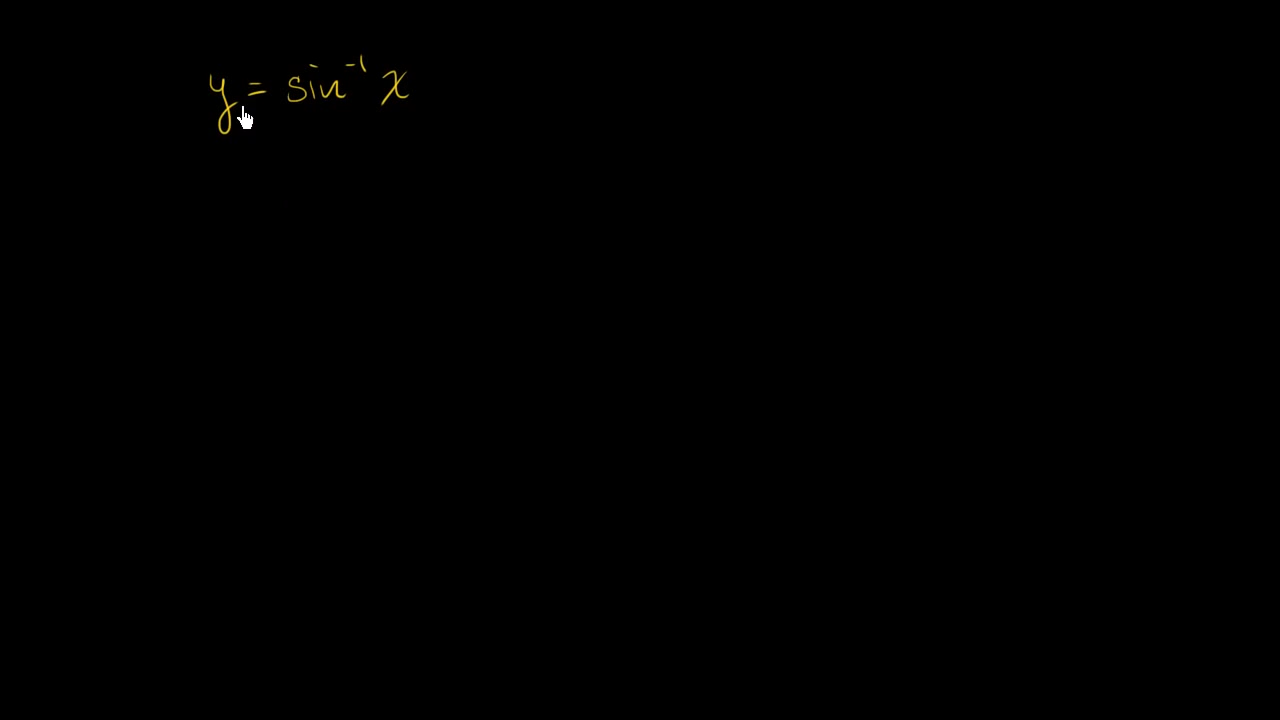 y = sin⁻¹ x